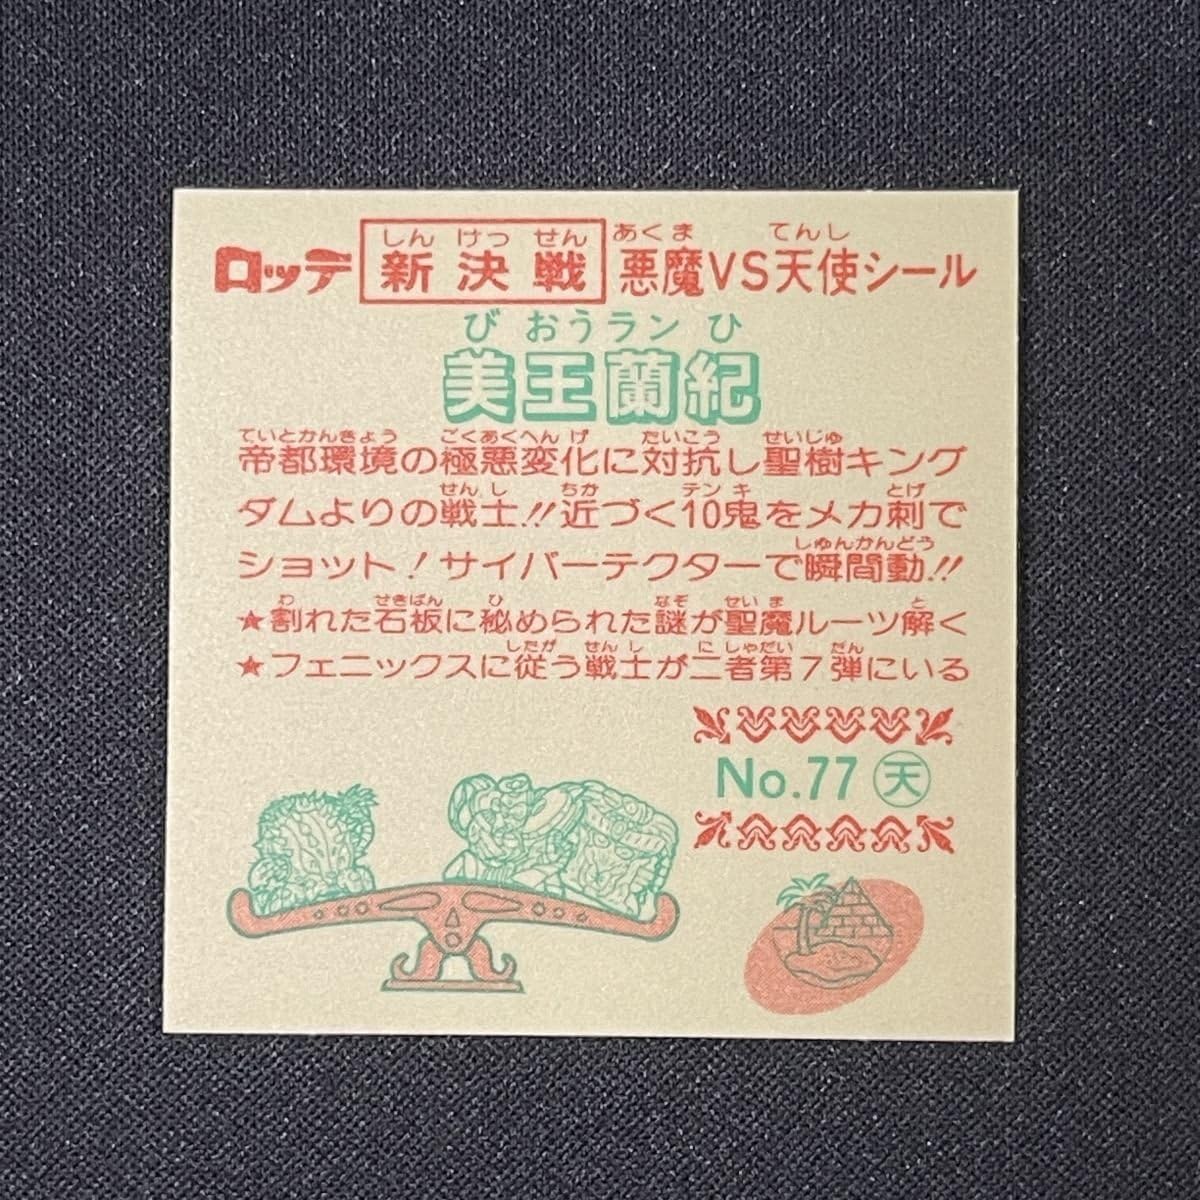 しん けっ せん あくま てんし
ロッテ 新決戦 悪魔VS天使シール
び おう ラン ひ
美王蘭紀
ていとかんきょう ごくあくへんげ たいこう せいじゅ
帝都環境の極悪変化に対抗し聖樹キング
せんし ちか テンキ とげ
ダムよりの戦士!!近づく10鬼をメカ刺で
しゅんかんどう
ショット!サイバーテクターで瞬間動!!
わ せきばん ひ なぞ せいま と
★割れた石板に秘められた謎が聖魔ルーツ解く
したが せんし にしゃだい だん
★フェニックスに従う戦士が二者第7弾にいる
No.77 天